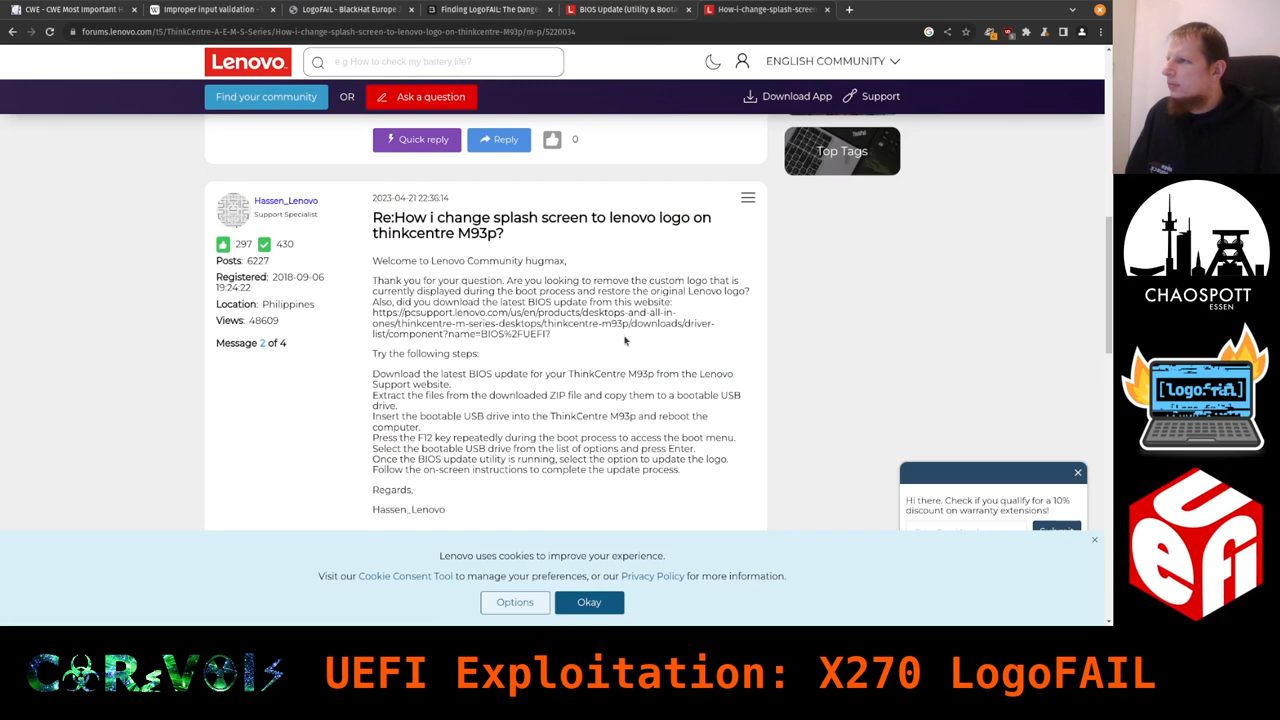 CWE - CWE Most Important H
Improper input validation -
LogoFAIL - BlackHat Europe
Finding LogoFAIL: The Dange
BIOS Update (Utility & Boota
How-i-change-splash-screen
forums.lenovo.com/t5/ThinkCentre-A-E-M-S-Series/How-i-change-splash-screen-to-lenovo-logo-on-thinkcentre-M93p/m-p/5220034
Lenovo
e.g How to check my battery life?
ENGLISH COMMUNITY
Find your community
OR
Ask a question
Download App
Support
Quick reply
Reply
0
Top Tags
Hassen_Lenovo
Support Specialist
297
430
Posts: 6227
Registered: 2018-09-06
19:24:22
Location: Philippines
Views: 48609
Message 2 of 4
2023-04-21 22:36:14
Re:How i change splash screen to lenovo logo on
thinkcentre M93p?
Welcome to Lenovo Community hugmax,
Thank you for your question. Are you looking to remove the custom logo that is
currently displayed during the boot process and restore the original Lenovo logo?
Also, did you download the latest BIOS update from this website:
https://pcsupport.lenovo.com/us/en/products/desktops-and-all-in-
ones/thinkcentre-m-series-desktops/thinkcentre-m93p/downloads/driver-
list/component?name=BIOS%2FUEFI?
Try the following steps:
Download the latest BIOS update for your ThinkCentre M93p from the Lenovo
Support website.
Extract the files from the downloaded ZIP file and copy them to a bootable USB
drive.
Insert the bootable USB drive into the ThinkCentre M93p and reboot the
computer.
Press the F12 key repeatedly during the boot process to access the boot menu.
Select the bootable USB drive from the list of options and press Enter.
Once the BIOS update utility is running, select the option to update the logo.
Follow the on-screen instructions to complete the update process.
Regards,
Hassen_Lenovo
Hi there. Check if you qualify for a 10%
discount on warranty extensions!
Submit
Lenovo uses cookies to improve your experience.
Visit our Cookie Consent Tool to manage your preferences, or our Privacy Policy for more information.
Options
Okay
CHAOSPOTT
ESSEN
[logofail]
UEFI
UEFI Exploitation: X270 LogoFAIL